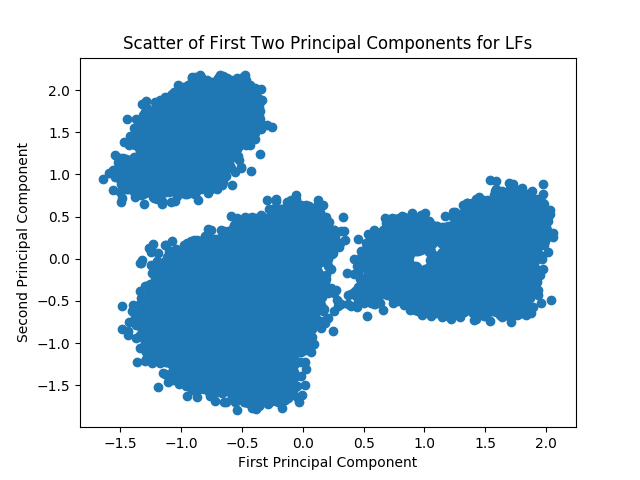 Scatter of First Two Principal Components for LFs
Second Principal Component
2.0
1.5
1.0
0.5
0.0
−0.5
−1.0
−1.5
−1.5 −1.0 −0.5 0.0 0.5 1.0 1.5 2.0
First Principal Component